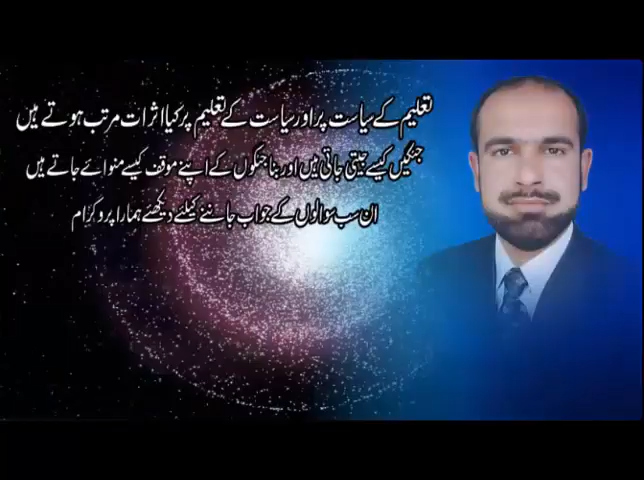 تعلیم کے سیاست پر اور سیاست کے تعلیم پر کیا اثرات مرتب ہوتے ہیں
جنگیں کیسے جیتی جاتی ہیں اور بنا جنگوں کے اپنے موقف کیسے منوائے جاتے ہیں
ان سب سوالوں کے جواب جاننے کیلئے دیکھئے ہمارا پروگرام